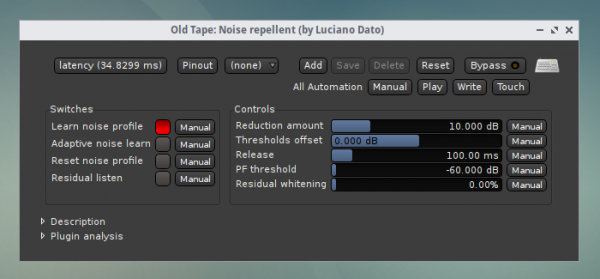 Old Tape: Noise repellent (by Luciano Dato)
latency (34.8299 ms) Pinout (none) Add Save Delete Reset Bypass
All Automation Manual Play Write Touch
Switches
Learn noise profile Manual
Adaptive noise learn Manual
Reset noise profile Manual
Residual listen Manual
Controls
Reduction amount 10.000 dB Manual
Thresholds offset 0.000 dB Manual
Release 100.00 ms Manual
PF threshold -60.000 dB Manual
Residual whitening 0.00% Manual
Description
Plugin analysis